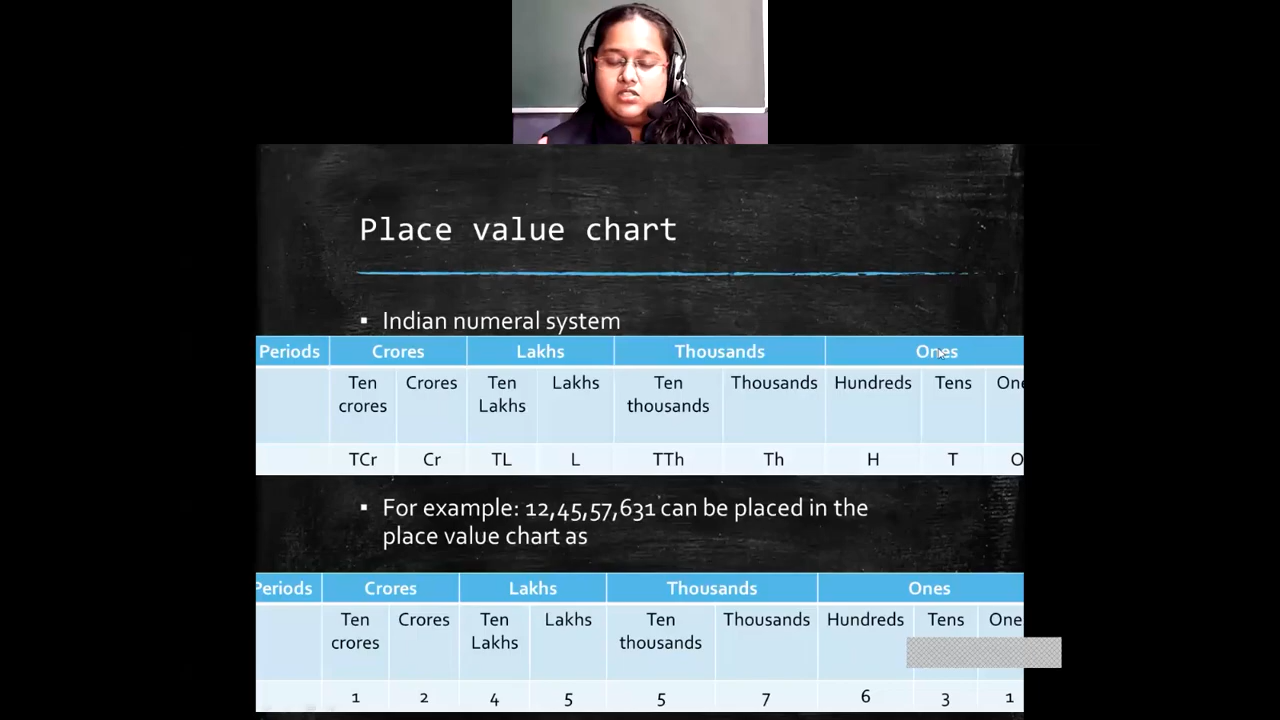 Place value chart
▪ Indian numeral system
Periods Crores Lakhs Thousands Ones
Ten crores Crores Ten Lakhs Lakhs Ten thousands Thousands Hundreds Tens One
TCr Cr TL L TTh Th H T O
▪ For example: 12,45,57,631 can be placed in the
place value chart as
Periods Crores Lakhs Thousands Ones
Ten crores Crores Ten Lakhs Lakhs Ten thousands Thousands Hundreds Tens One
1 2 4 5 5 7 6 3 1